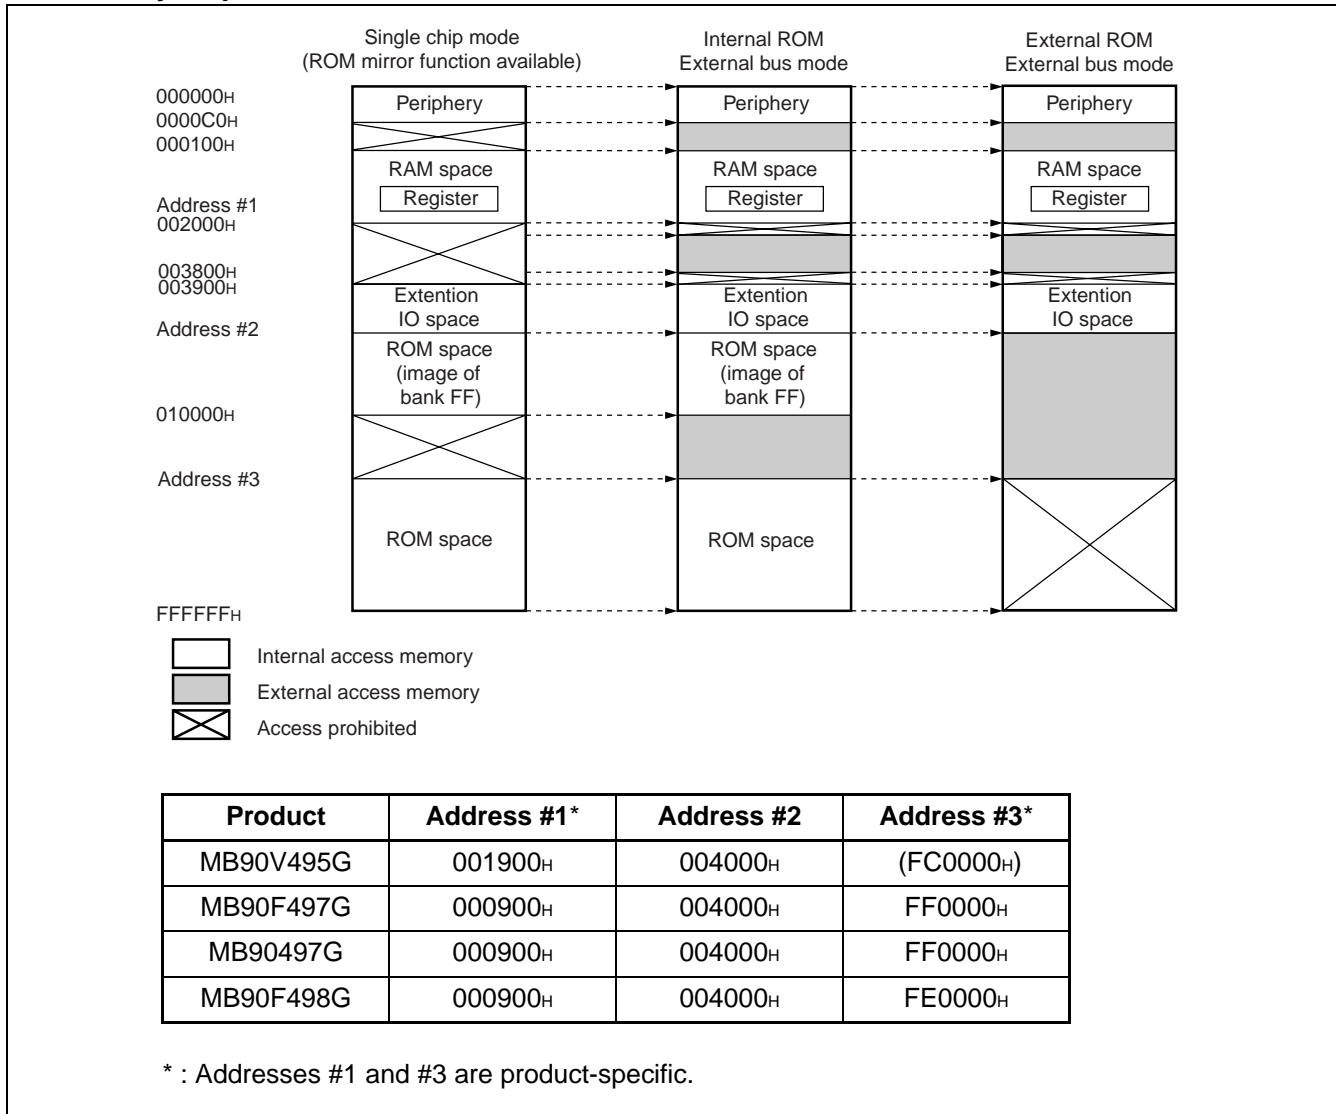 Single chip mode
(ROM mirror function available)
Internal ROM
External bus mode
External ROM
External bus mode
000000H
0000C0H
000100H
Address #1
002000H
003800H
003900H
Address #2
010000H
Address #3
FFFFFFH
Periphery
RAM space
Register
Extention
IO space
ROM space
(image of
bank FF)
ROM space
Periphery
RAM space
Register
Extention
IO space
ROM space
(image of
bank FF)
ROM space
Periphery
RAM space
Register
Extention
IO space
Internal access memory
External access memory
Access prohibited
Product Address #1* Address #2 Address #3*
MB90V495G 001900H 004000H (FC0000H)
MB90F497G 000900H 004000H FF0000H
MB90497G 000900H 004000H FF0000H
MB90F498G 000900H 004000H FE0000H
* : Addresses #1 and #3 are product-specific.